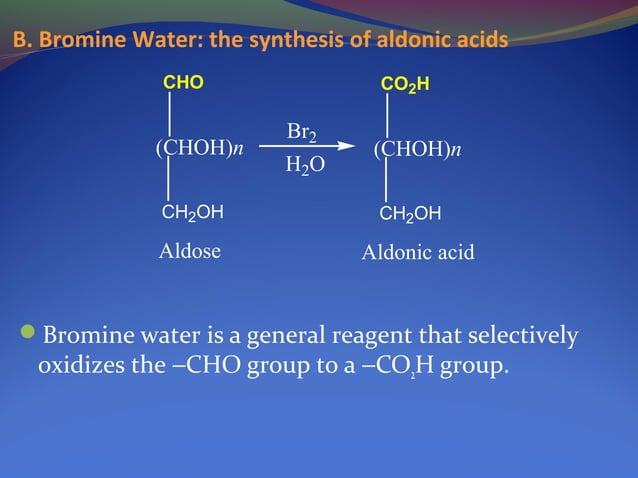 B. Bromine Water: the synthesis of aldonic acids
CHO
CO₂H
(CHOH)n
Br₂
H₂O
(CHOH)n
CH₂OH
CH₂OH
Aldose
Aldonic acid
Bromine water is a general reagent that selectively
oxidizes the –CHO group to a –CO₂H group.